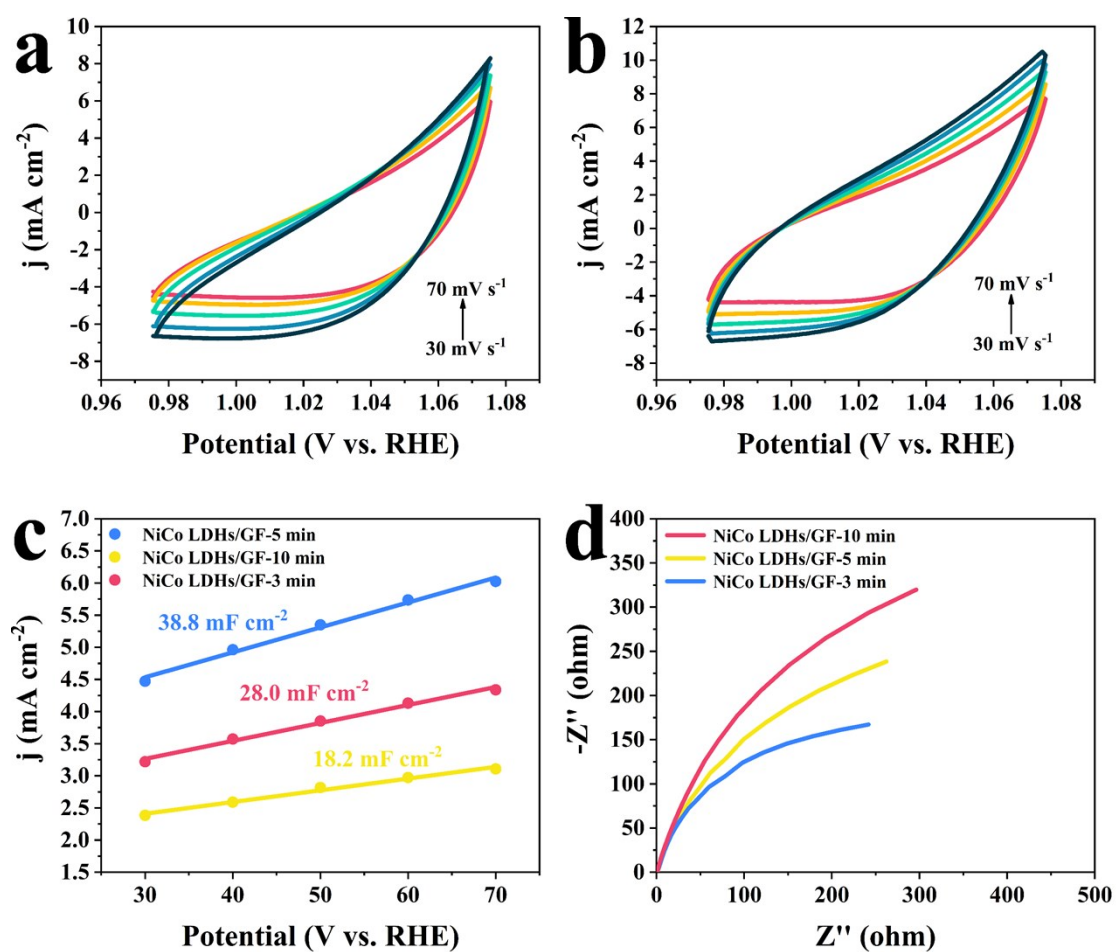 a
10
8
6
4
2
0
-2
-4
-6
-8
j (mA cm⁻²)
70 mV s⁻¹
30 mV s⁻¹
0.96 0.98 1.00 1.02 1.04 1.06 1.08
Potential (V vs. RHE)
b
12
10
8
6
4
2
0
-2
-4
-6
-8
j (mA cm⁻²)
70 mV s⁻¹
30 mV s⁻¹
0.96 0.98 1.00 1.02 1.04 1.06 1.08
Potential (V vs. RHE)
c
7.0
6.5
6.0
5.5
5.0
4.5
4.0
3.5
3.0
2.5
2.0
1.5
j (mA cm⁻²)
NiCo LDHs/GF-5 min
NiCo LDHs/GF-10 min
NiCo LDHs/GF-3 min
38.8 mF cm⁻²
28.0 mF cm⁻²
18.2 mF cm⁻²
30 40 50 60 70
Potential (V vs. RHE)
d
400
350
300
250
200
150
100
50
0
-Z'' (ohm)
NiCo LDHs/GF-10 min
NiCo LDHs/GF-5 min
NiCo LDHs/GF-3 min
0 100 200 300 400 500
Z'' (ohm)